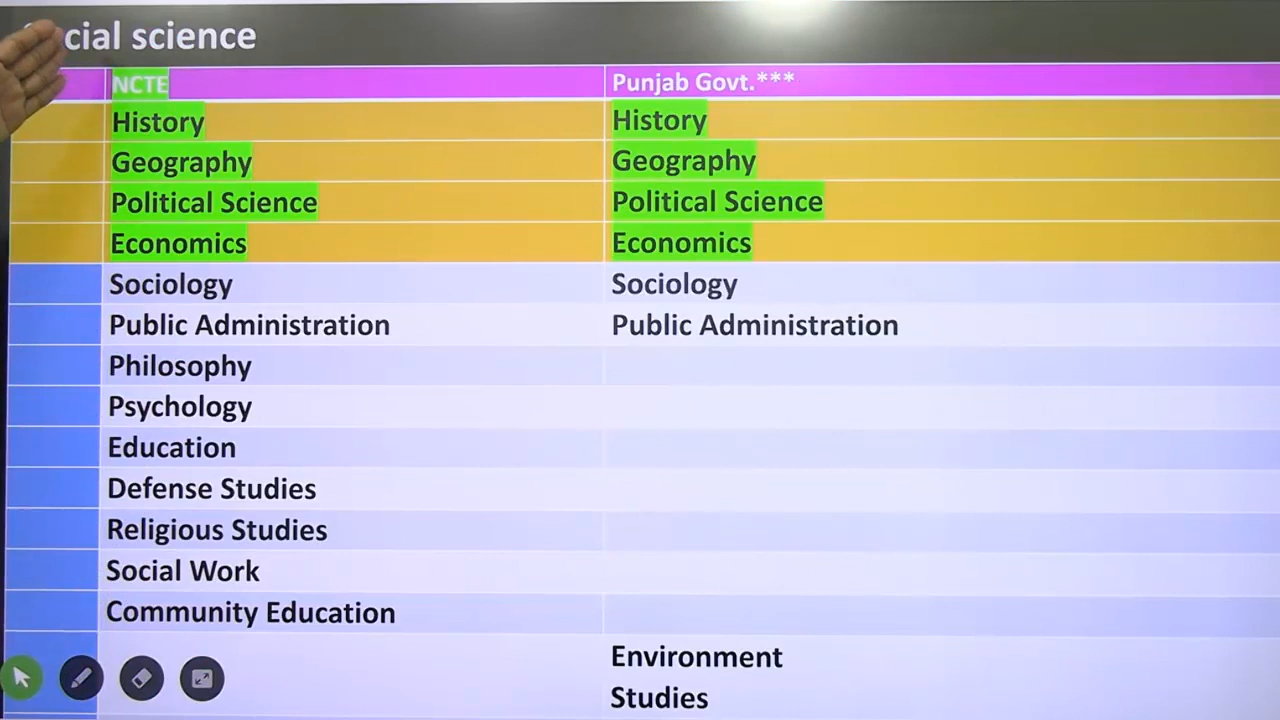 cial science
NCTE Punjab Govt.***
History History
Geography Geography
Political Science Political Science
Economics Economics
Sociology Sociology
Public Administration Public Administration
Philosophy
Psychology
Education
Defense Studies
Religious Studies
Social Work
Community Education
Environment
Studies